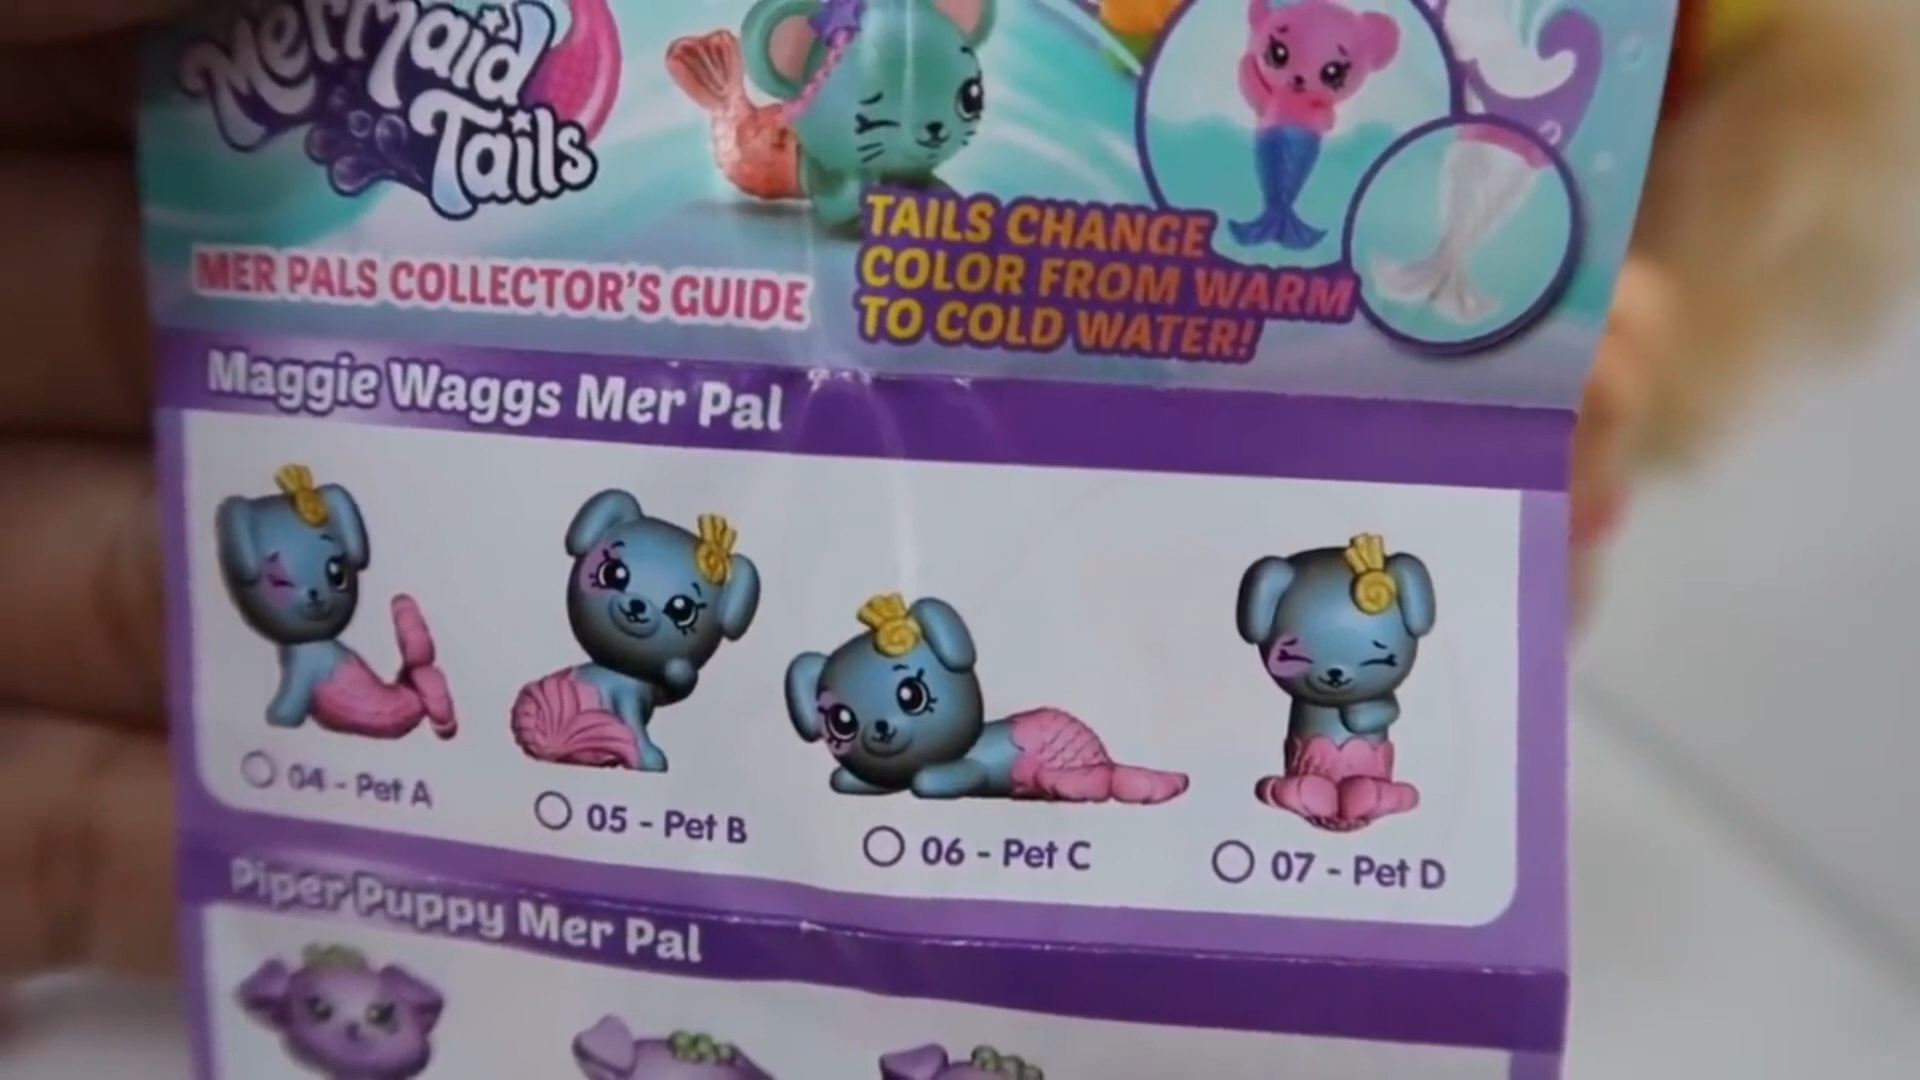 Mermaid
Tails
MER PALS COLLECTOR'S GUIDE
TAILS CHANGE
COLOR FROM WARM
TO COLD WATER!
Maggie Waggs Mer Pal
04 - Pet A
05 - Pet B
06 - Pet C
07 - Pet D
Piper Puppy Mer Pal